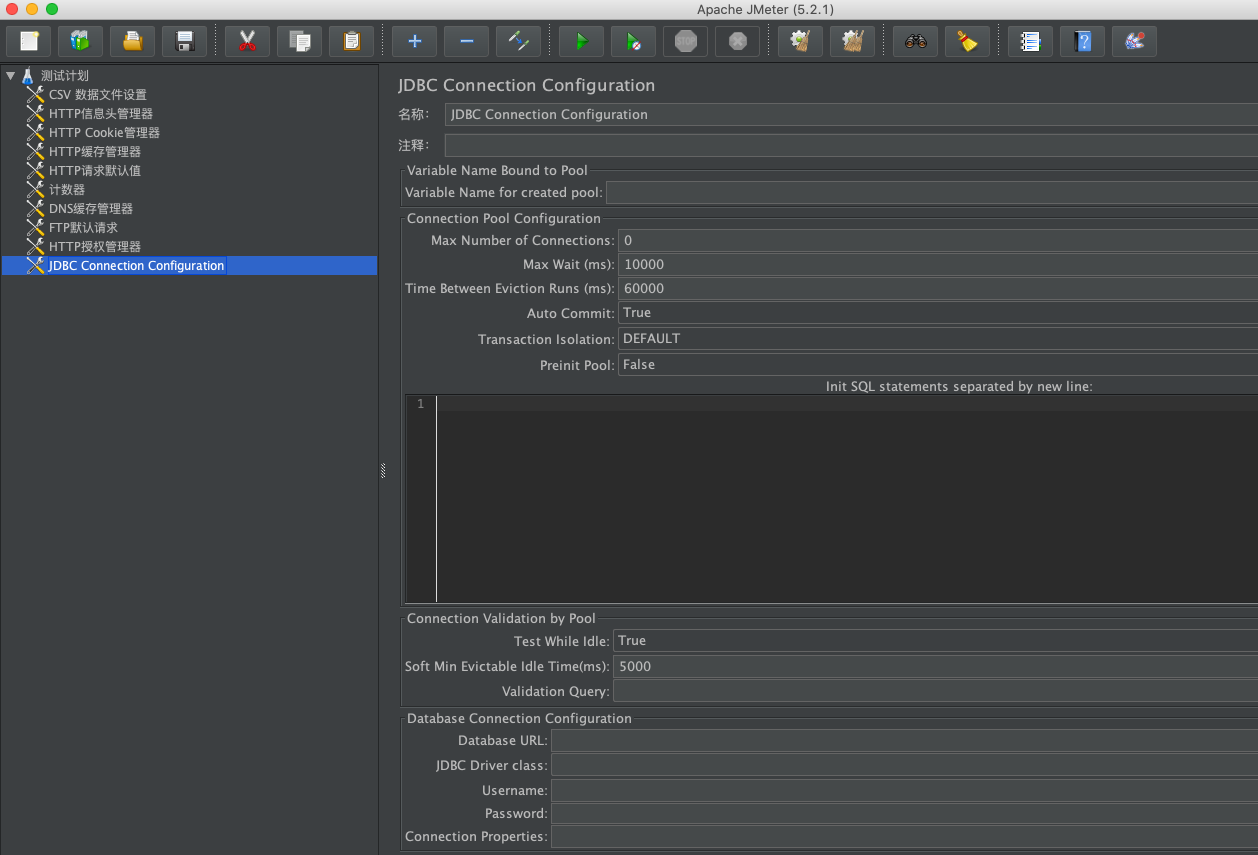 Apache JMeter (5.2.1)
STOP
?
测试计划
CSV 数据文件设置
HTTP信息头管理器
HTTP Cookie管理器
HTTP缓存管理器
HTTP请求默认值
计数器
DNS缓存管理器
FTP默认请求
HTTP授权管理器
JDBC Connection Configuration
JDBC Connection Configuration
名称： JDBC Connection Configuration
注释：
Variable Name Bound to Pool
Variable Name for created pool:
Connection Pool Configuration
Max Number of Connections: 0
Max Wait (ms): 10000
Time Between Eviction Runs (ms): 60000
Auto Commit: True
Transaction Isolation: DEFAULT
Preinit Pool: False
Init SQL statements separated by new line:
1
Connection Validation by Pool
Test While Idle: True
Soft Min Evictable Idle Time(ms): 5000
Validation Query:
Database Connection Configuration
Database URL:
JDBC Driver class:
Username:
Password:
Connection Properties: